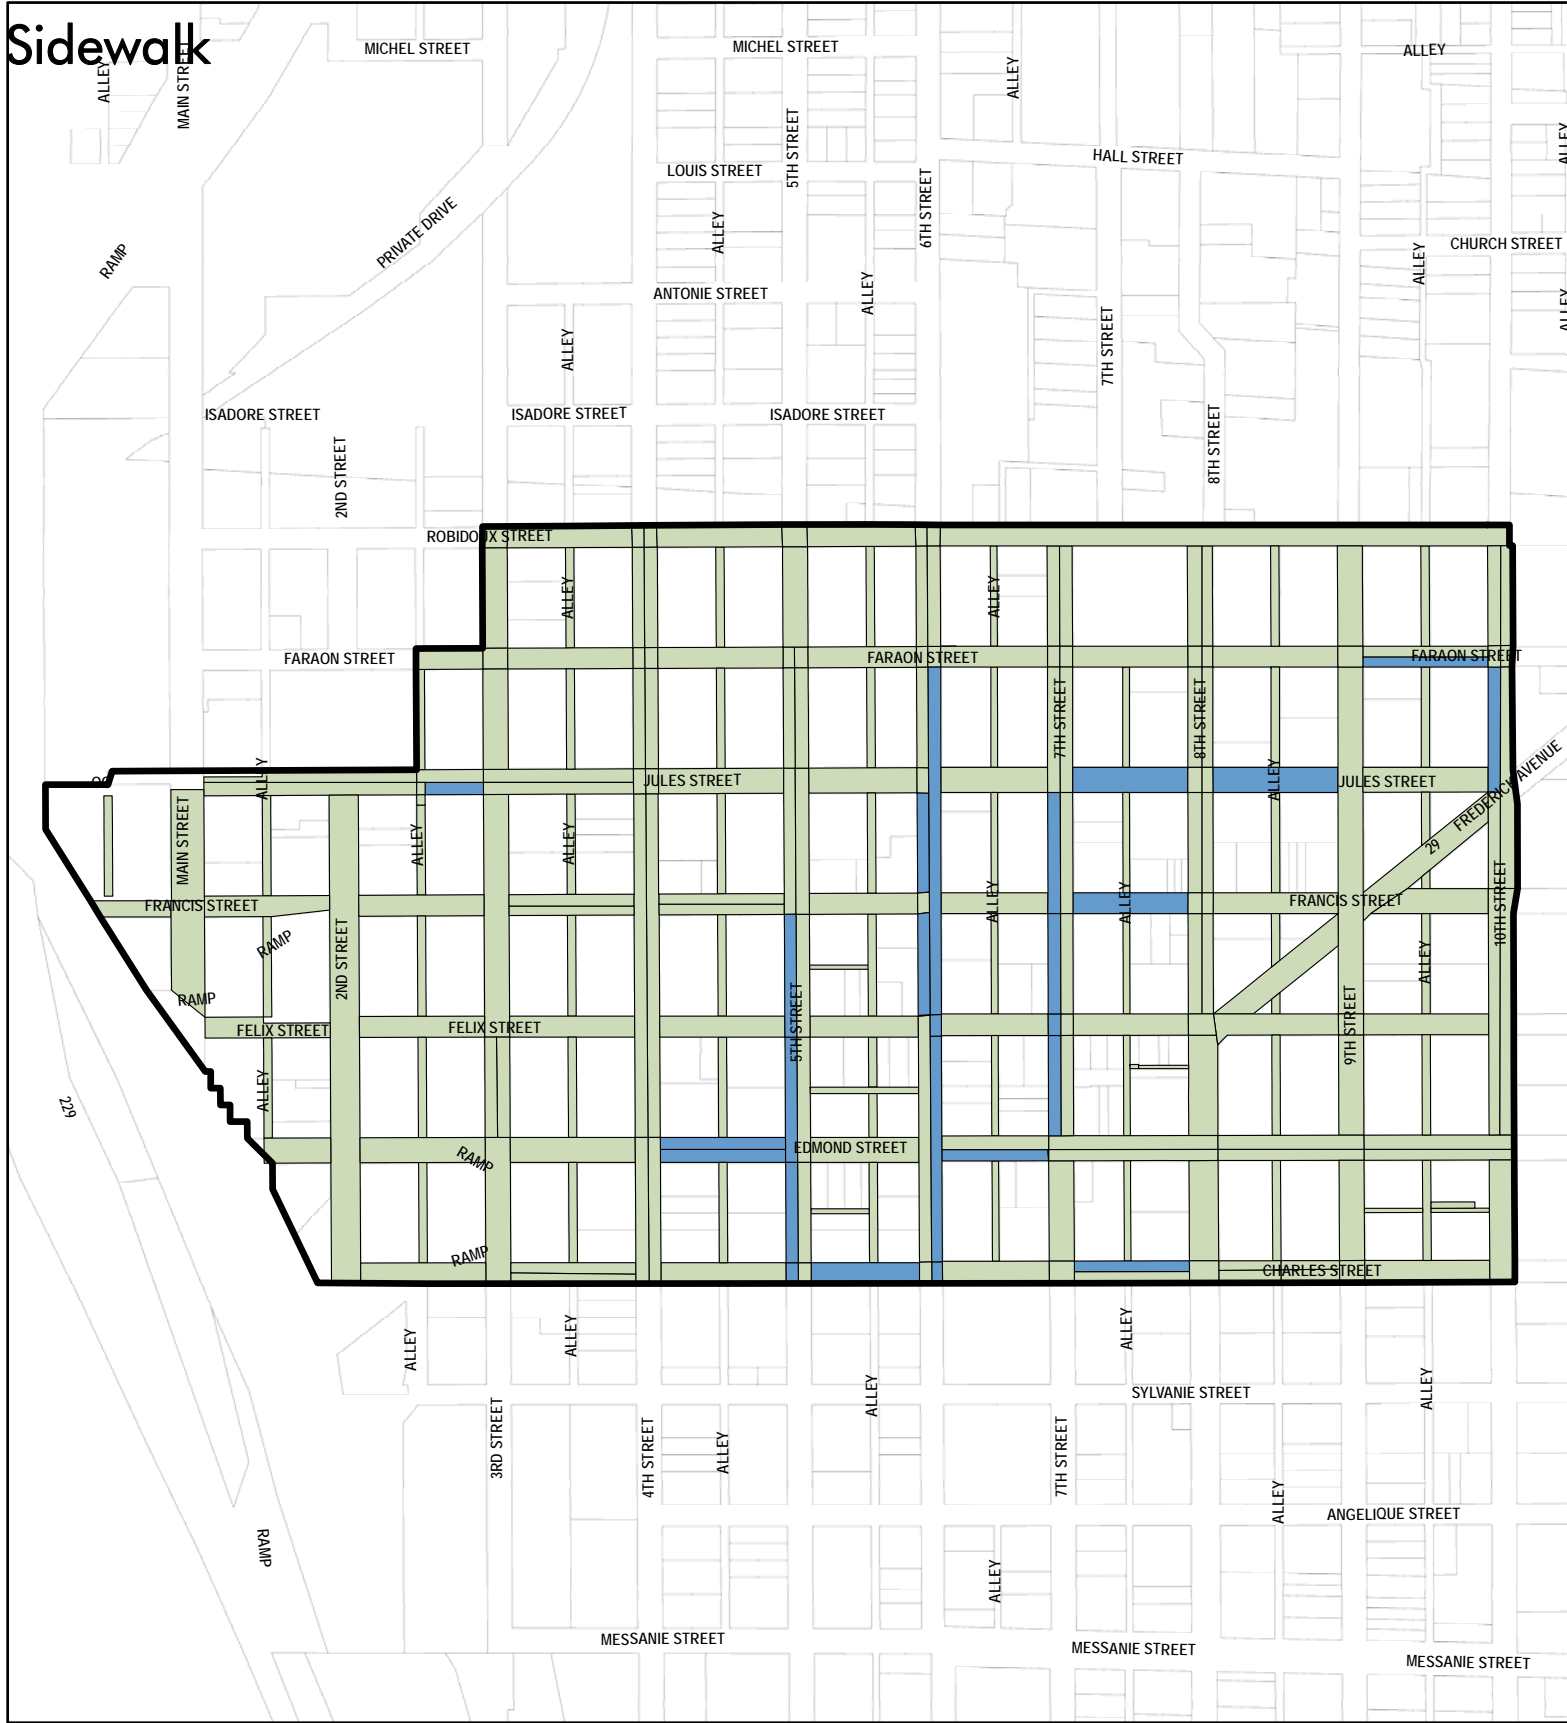 Sidewalk
MICHEL STREET
MICHEL STREET
ALLEY
ALLEY
MAIN STREET
ALLEY
5TH STREET
ALLEY
HALL STREET
LOUIS STREET
6TH STREET
PRIVATE DRIVE
ALLEY
CHURCH STREET
RAMP
ALLEY
ALLEY
ANTONIE STREET
ALLEY
ALLEY
7TH STREET
ISADORE STREET
ISADORE STREET
ISADORE STREET
2ND STREET
8TH STREET
ROBIDOUX STREET
ALLEY
ALLEY
FARAON STREET
FARAON STREET
FARAON STREET
7TH STREET
8TH STREET
ALLEY
JULES STREET
ALLEY
JULES STREET
FREDERICK AVENUE
MAIN STREET
ALLEY
ALLEY
29
FRANCIS STREET
ALLEY
ALLEY
FRANCIS STREET
10TH STREET
RAMP
2ND STREET
ALLEY
RAMP
FELIX STREET
FELIX STREET
5TH STREET
9TH STREET
ALLEY
229
EDMOND STREET
RAMP
RAMP
CHARLES STREET
ALLEY
ALLEY
ALLEY
ALLEY
SYLVANIE STREET
ALLEY
3RD STREET
4TH STREET
ALLEY
7TH STREET
ALLEY
ANGELIQUE STREET
RAMP
ALLEY
MESSANIE STREET
MESSANIE STREET
MESSANIE STREET